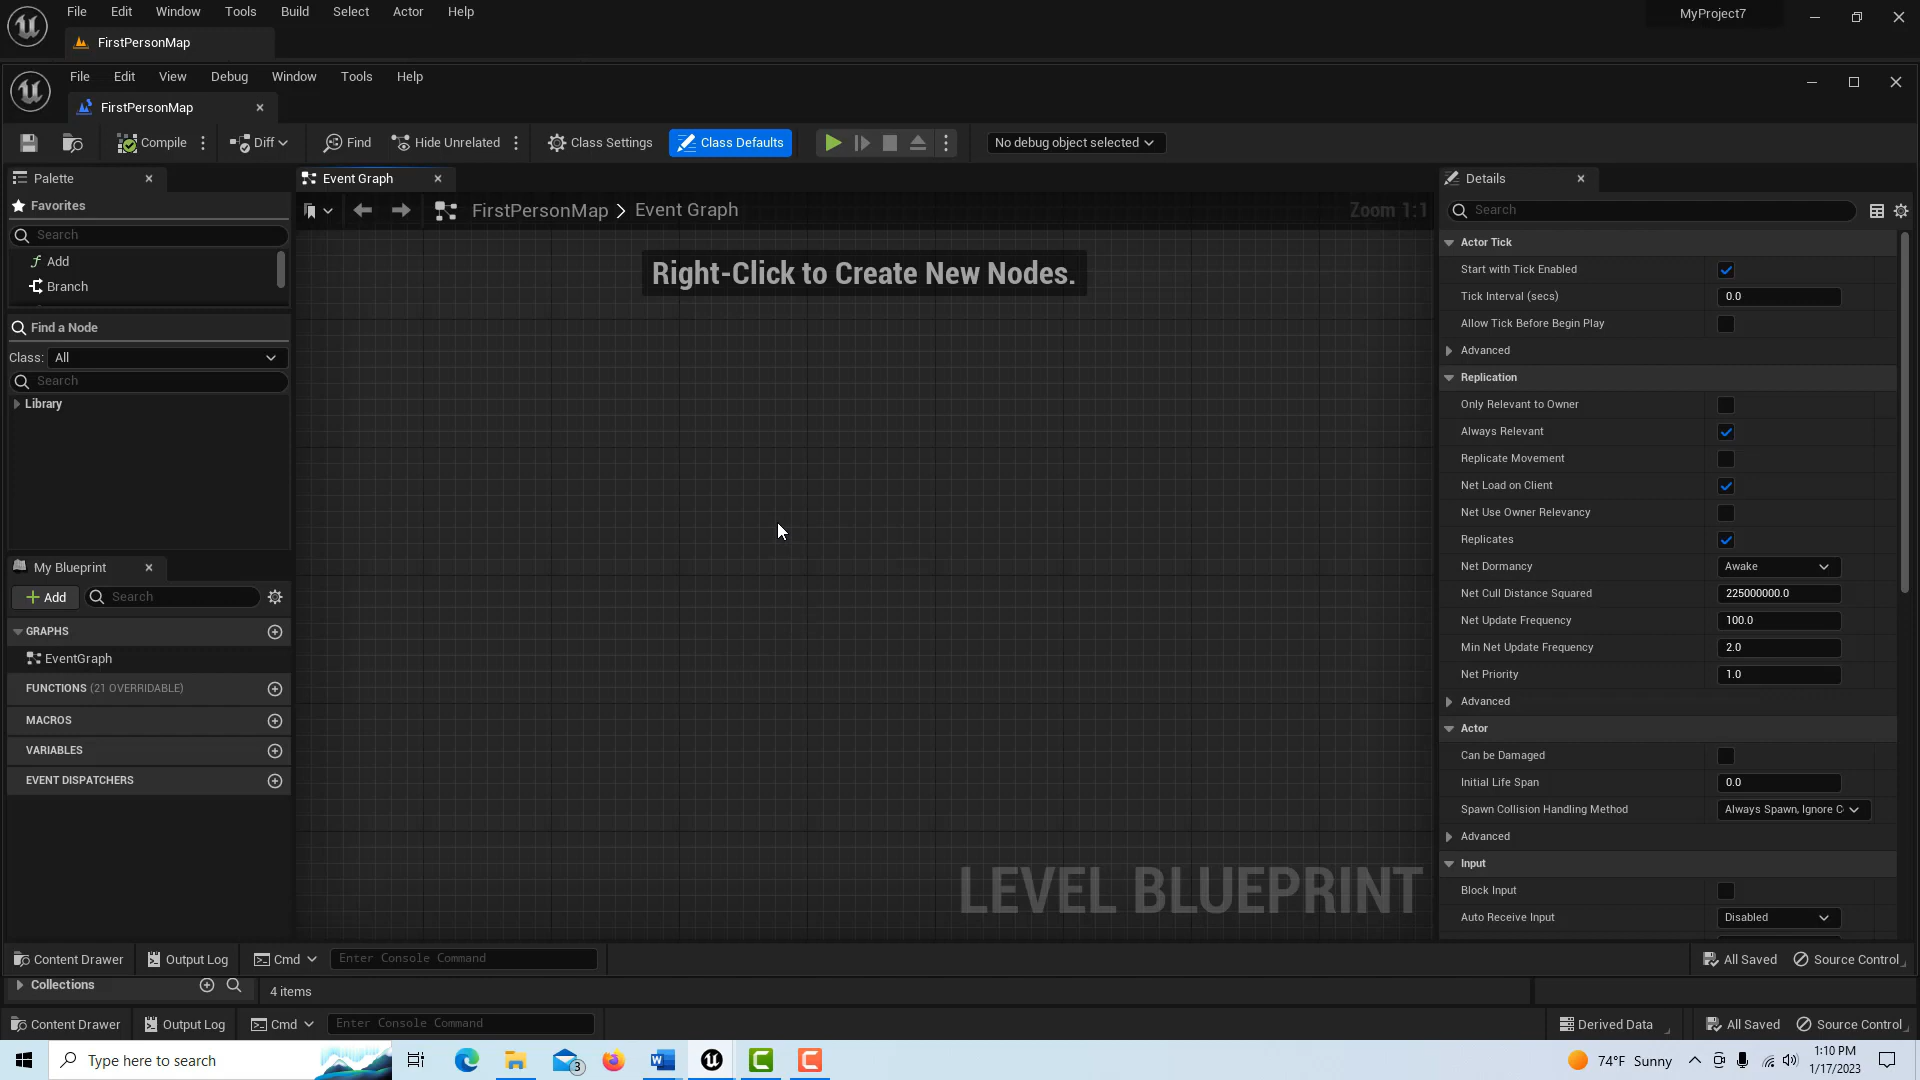 File Edit Window Tools Build Select Actor Help
MyProject7
FirstPersonMap
File Edit View Debug Window Tools Help
FirstPersonMap
Compile Diff Find Hide Unrelated Class Settings Class Defaults No debug object selected
Palette
Favorites
Search
Add
Branch
Find a Node
Class: All
Search
Library
My Blueprint
Add Search
GRAPHS
EventGraph
FUNCTIONS (21 OVERRIDABLE)
MACROS
VARIABLES
EVENT DISPATCHERS
Event Graph
FirstPersonMap > Event Graph
Zoom 1:1
Right-Click to Create New Nodes.
LEVEL BLUEPRINT
Details
Search
Actor Tick
Start with Tick Enabled
Tick Interval (secs) 0.0
Allow Tick Before Begin Play
Advanced
Replication
Only Relevant to Owner
Always Relevant
Replicate Movement
Net Load on Client
Net Use Owner Relevancy
Replicates
Net Dormancy Awake
Net Cull Distance Squared 225000000.0
Net Update Frequency 100.0
Min Net Update Frequency 2.0
Net Priority 1.0
Advanced
Actor
Can be Damaged
Initial Life Span 0.0
Spawn Collision Handling Method Always Spawn, Ignore C
Advanced
Input
Block Input
Auto Receive Input Disabled
Content Drawer Output Log Cmd Enter Console Command All Saved Source Control
Collections 4 items
Content Drawer Output Log Cmd Enter Console Command Derived Data All Saved Source Control
Type here to search
3
74°F Sunny
1:10 PM
1/17/2023